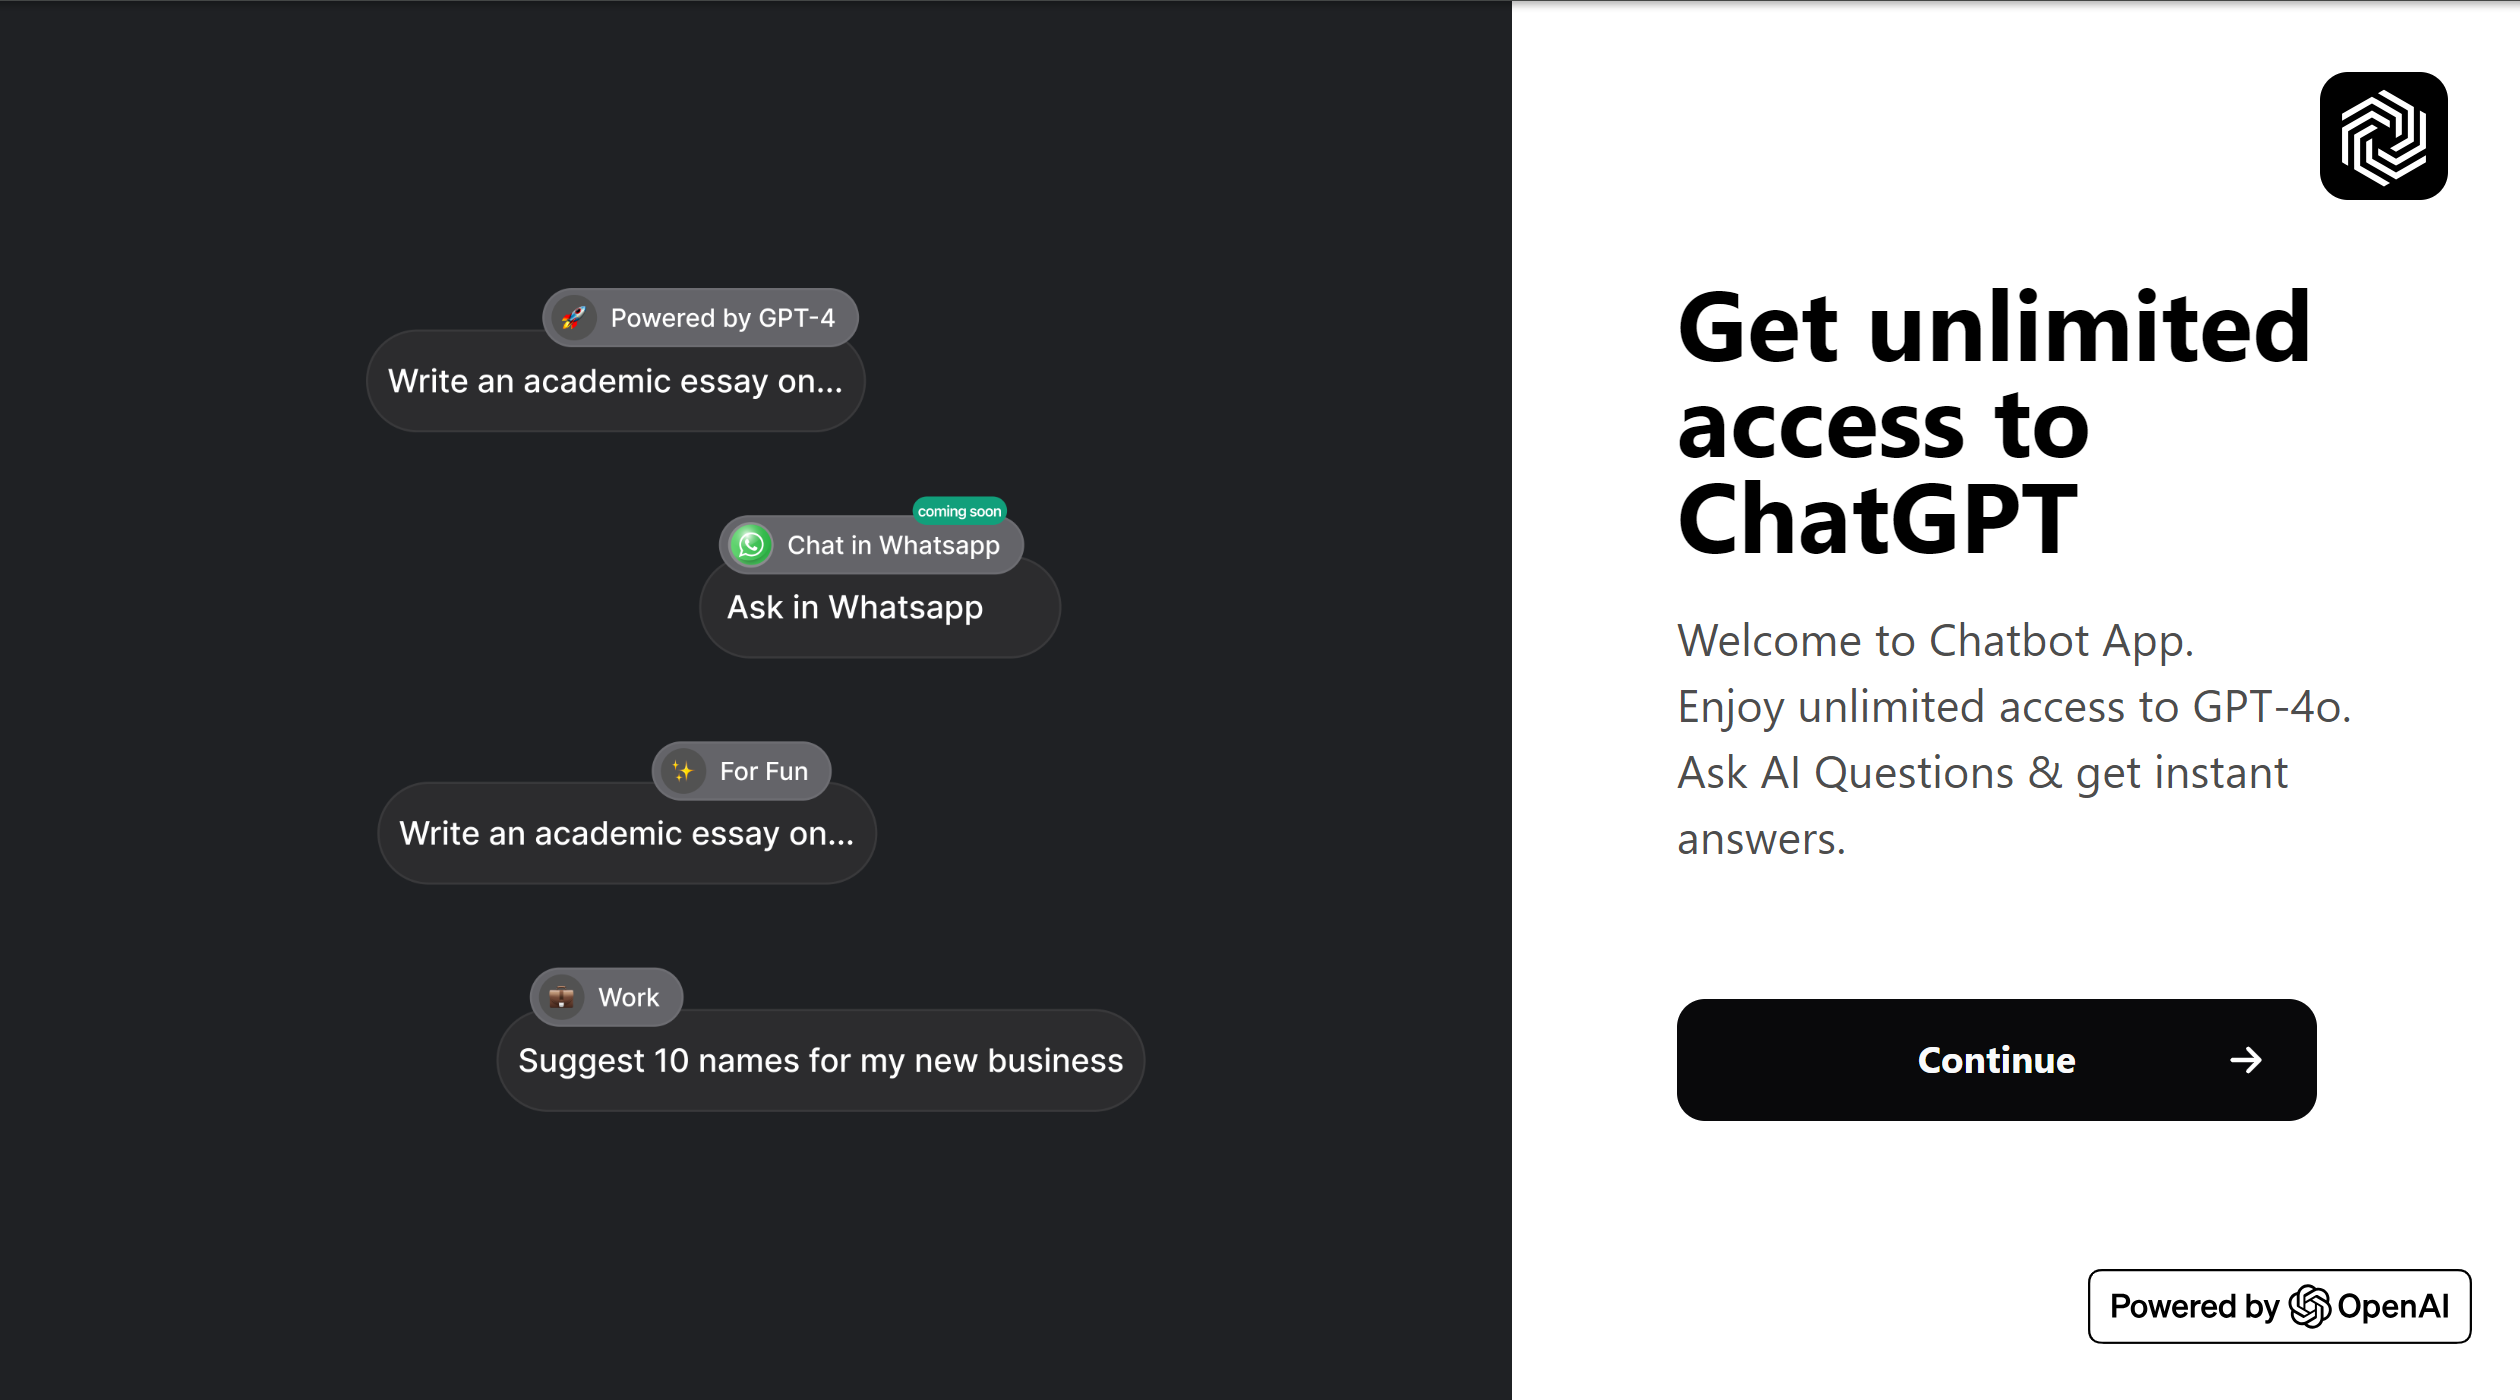 Powered by GPT-4
Write an academic essay on...
coming soon
Chat in Whatsapp
Ask in Whatsapp
For Fun
Write an academic essay on...
Work
Suggest 10 names for my new business
Get unlimited
access to
ChatGPT
Welcome to Chatbot App.
Enjoy unlimited access to GPT-4o.
Ask AI Questions & get instant
answers.
Continue
Powered by OpenAI